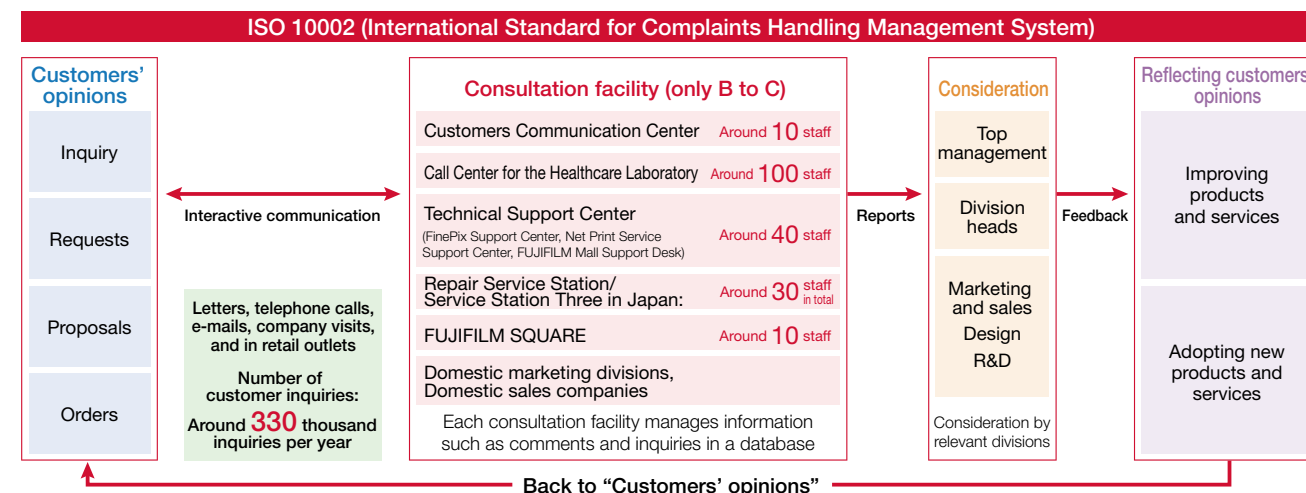 ISO 10002 (International Standard for Complaints Handling Management System)
Customers'
opinions
Inquiry
Requests
Proposals
Orders
Interactive communication
Letters, telephone calls,
e-mails, company visits,
and in retail outlets
Number of
customer inquiries:
Around 330 thousand
inquiries per year
Consultation facility (only B to C)
Customers Communication Center Around 10 staff
Call Center for the Healthcare Laboratory Around 100 staff
Technical Support Center
(FinePix Support Center, Net Print Service
Support Center, FUJIFILM Mall Support Desk)
Around 40 staff
Repair Service Station/
Service Station Three in Japan:
Around 30 staff
in total
FUJIFILM SQUARE Around 10 staff
Domestic marketing divisions,
Domestic sales companies
Each consultation facility manages information
such as comments and inquiries in a database
Reports
Consideration
Top
management
Division
heads
Marketing
and sales
Design
R&D
Consideration by
relevant divisions
Feedback
Reflecting customers
opinions
Improving
products
and services
Adopting new
products and
services
Back to "Customers' opinions"